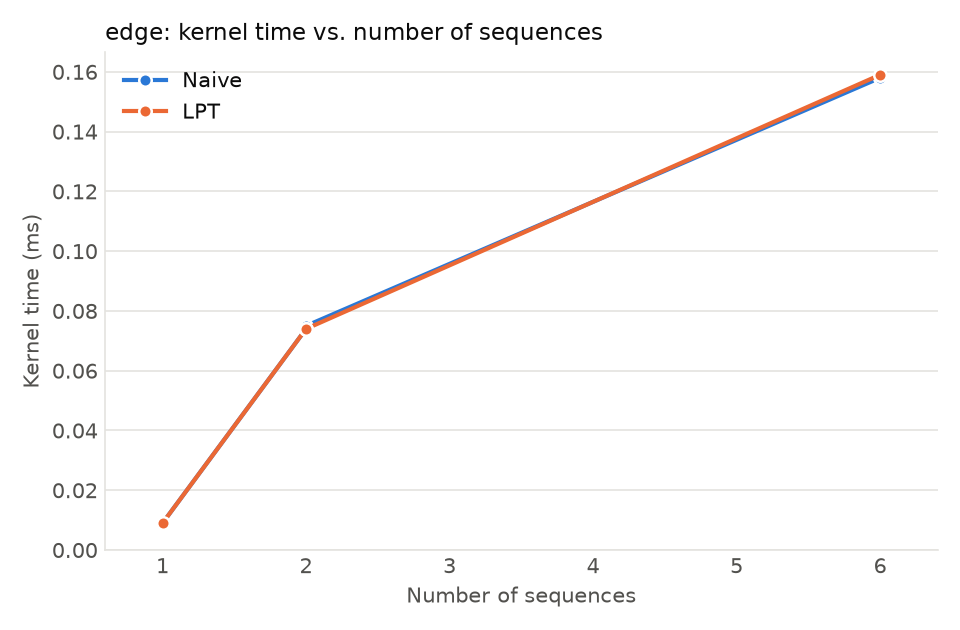 edge: kernel time vs. number of sequences
Naive
LPT
Kernel time (ms)
0.16
0.14
0.12
0.10
0.08
0.06
0.04
0.02
0.00
1 2 3 4 5 6
Number of sequences